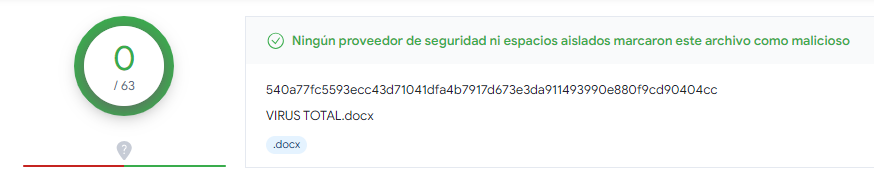 0
/ 63
?
Ningún proveedor de seguridad ni espacios aislados marcaron este archivo como malicioso
540a77fc5593ecc43d71041dfa4b7917d673e3da911493990e880f9cd90404cc
VIRUS TOTAL.docx
.docx